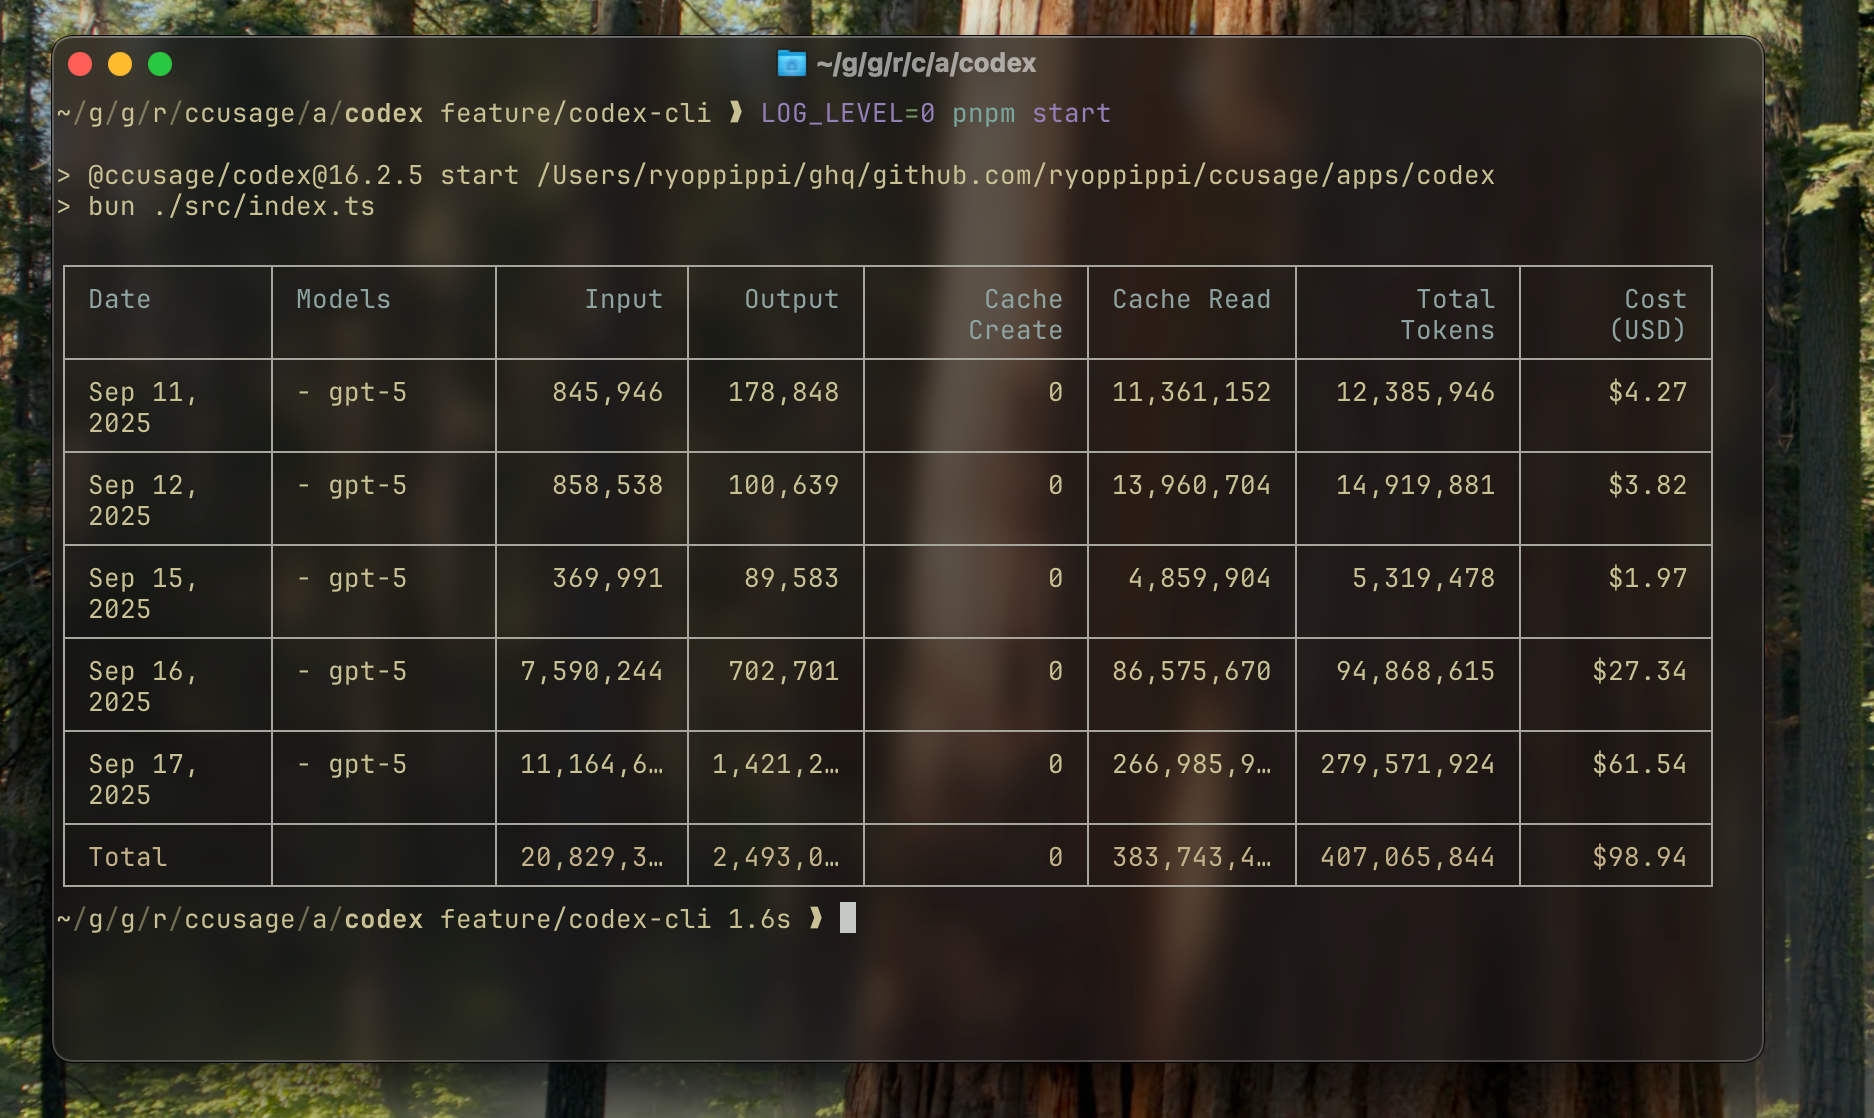 ~/g/g/r/c/a/codex
~/g/g/r/ccusage/a/codex feature/codex-cli ❱ LOG_LEVEL=0 pnpm start
> @ccusage/codex@16.2.5 start /Users/ryoppippi/ghq/github.com/ryoppippi/ccusage/apps/codex
> bun ./src/index.ts
Date Models Input Output Cache Create Cache Read Total Tokens Cost (USD)
Sep 11, 2025 - gpt-5 845,946 178,848 0 11,361,152 12,385,946 $4.27
Sep 12, 2025 - gpt-5 858,538 100,639 0 13,960,704 14,919,881 $3.82
Sep 15, 2025 - gpt-5 369,991 89,583 0 4,859,904 5,319,478 $1.97
Sep 16, 2025 - gpt-5 7,590,244 702,701 0 86,575,670 94,868,615 $27.34
Sep 17, 2025 - gpt-5 11,164,6… 1,421,2… 0 266,985,9… 279,571,924 $61.54
Total 20,829,3… 2,493,0… 0 383,743,4… 407,065,844 $98.94
~/g/g/r/ccusage/a/codex feature/codex-cli 1.6s ❱